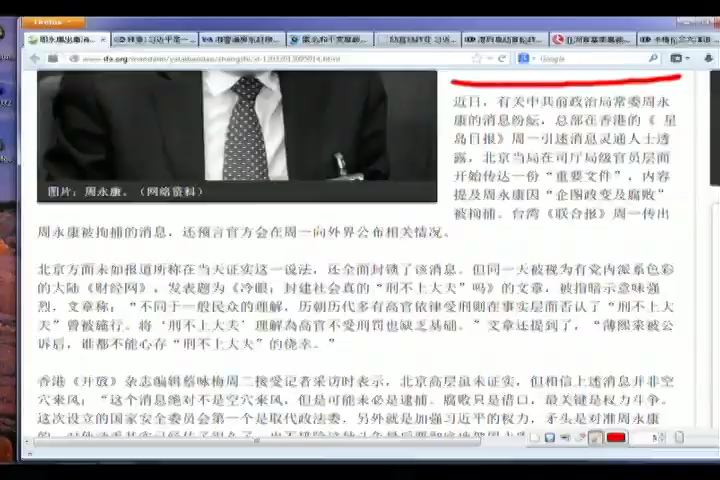 Firefox
Google
近日，有关中共前政治局常委周永
康的消息纷纭，总部在香港的《星
岛日报》周一引述消息灵通人士透
露，北京当局在司厅局级官员层面
开始传达一份“重要文件”，内容
提及周永康因“企图政变及腐败”
被拘捕。台湾《联合报》周一传出
图片：周永康。（网络资料）
周永康被拘捕的消息，还预言官方会在周一向外界公布相关情况。
北京方面未如报道所称在当天证实这一说法，还全面封锁了该消息。但同一天被视为有党内派系色彩
的大陆《财经网》，发表题为《冷眼：封建社会真的“刑不上大夫”吗》的文章，被指暗示意味强
烈，文章称：“不同于一般民众的理解，历朝历代多有高官依律受刑则在事实层面否认了“刑不上大
夫”曾被施行。将‘刑不上大夫’理解為高官不受刑罚也缺乏基础。”文章还提到了，“薄熙来被公
诉后，谁都不能心存“刑不上大夫”的侥幸。”
香港《开放》杂志编辑蔡咏梅周二接受记者采访时表示，北京高层虽未证实，但相信上述消息并非空
穴来风：“这个消息绝对不是空穴来风，但是可能未必是逮捕。腐败只是借口，最关键是权力斗争。
这次设立的国家安全委员会第一个是取代政法委，另外就是加强习近平的权力，矛头是对准周永康